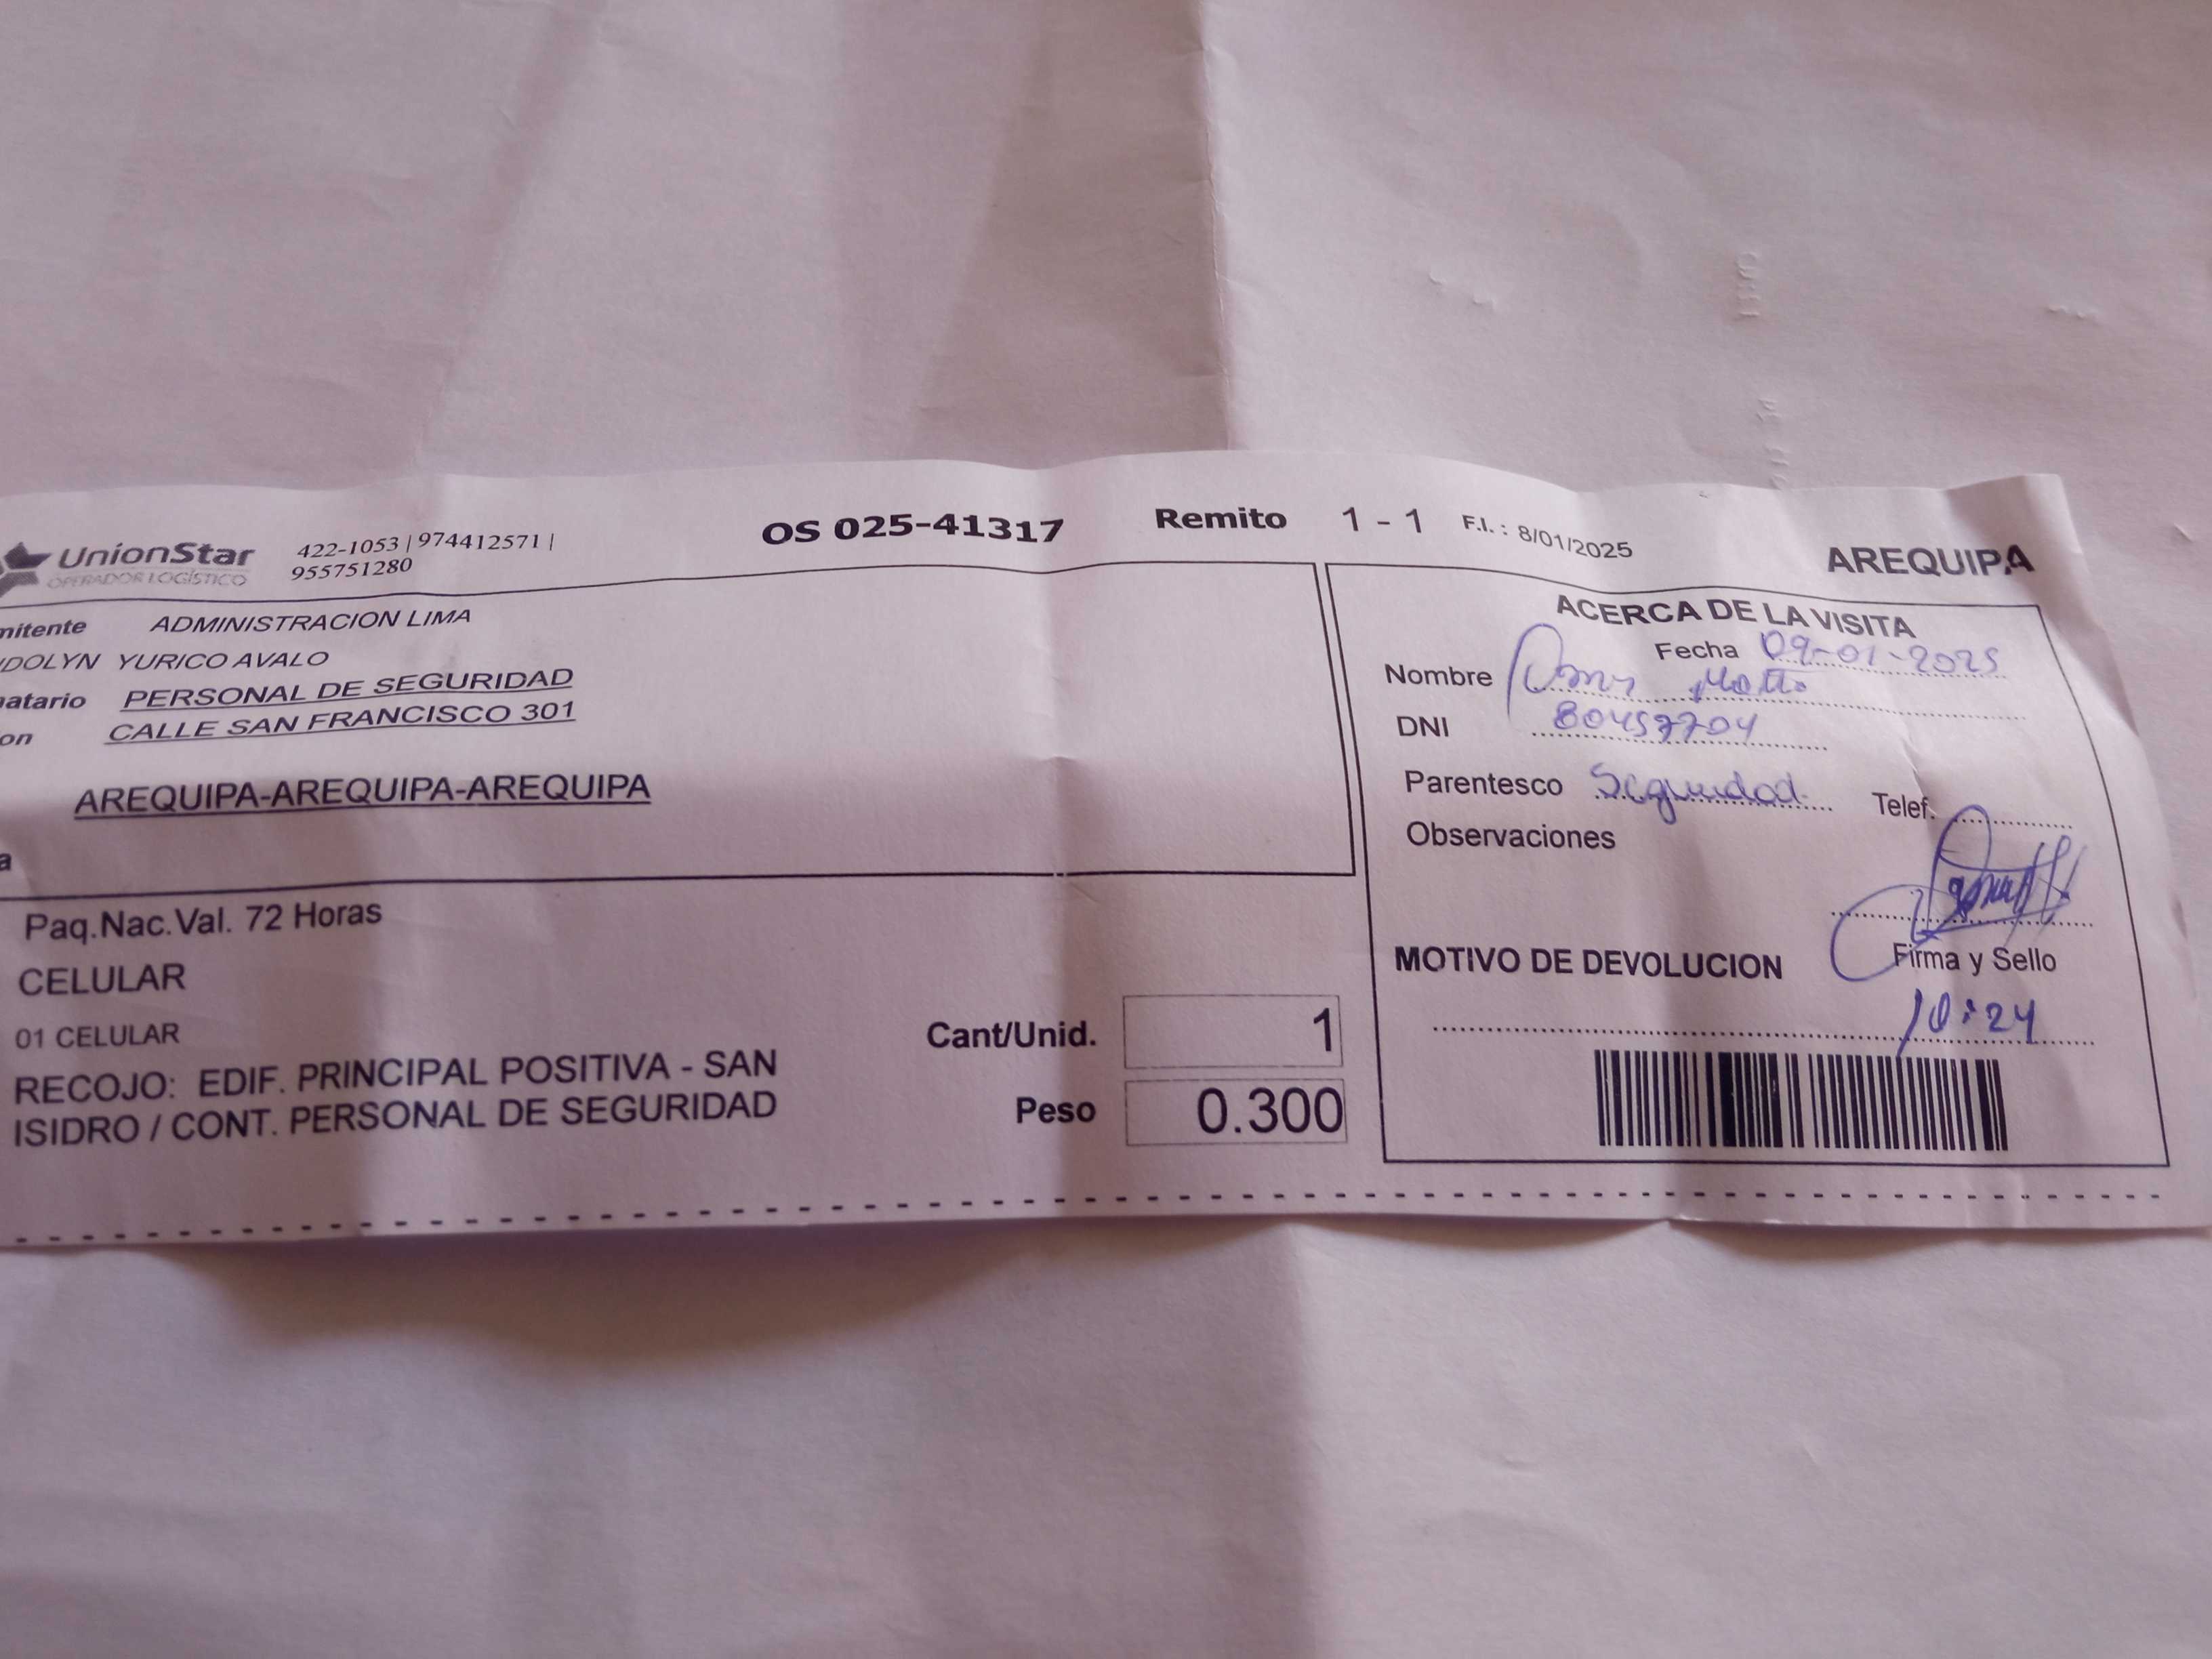 UnionStar
OPERADOR LOGÍSTICO
422-1053 | 974412571 |
955751280
OS 025-41317
Remito 1 - 1
F.I. : 8/01/2025
AREQUIPA
mitente ADMINISTRACION LIMA
DOLYN YURICO AVALO
natario PERSONAL DE SEGURIDAD
on CALLE SAN FRANCISCO 301
AREQUIPA-AREQUIPA-AREQUIPA
a
Paq.Nac.Val. 72 Horas
CELULAR
01 CELULAR
RECOJO: EDIF. PRINCIPAL POSITIVA - SAN
ISIDRO / CONT. PERSONAL DE SEGURIDAD
Cant/Unid. 1
Peso 0.300
ACERCA DE LA VISITA
Fecha 09-01-2025
Nombre
DNI 80457704
Parentesco Seguridad Telef.
Observaciones
Firma y Sello
MOTIVO DE DEVOLUCION
10:24